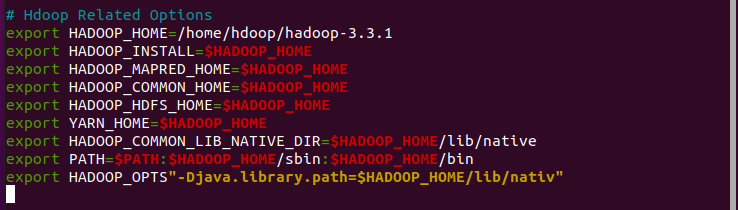 # Hdoop Related Options
export HADOOP_HOME=/home/hdoop/hadoop-3.3.1
export HADOOP_INSTALL=$HADOOP_HOME
export HADOOP_MAPRED_HOME=$HADOOP_HOME
export HADOOP_COMMON_HOME=$HADOOP_HOME
export HADOOP_HDFS_HOME=$HADOOP_HOME
export YARN_HOME=$HADOOP_HOME
export HADOOP_COMMON_LIB_NATIVE_DIR=$HADOOP_HOME/lib/native
export PATH=$PATH:$HADOOP_HOME/sbin:$HADOOP_HOME/bin
export HADOOP_OPTS"-Djava.library.path=$HADOOP_HOME/lib/nativ"